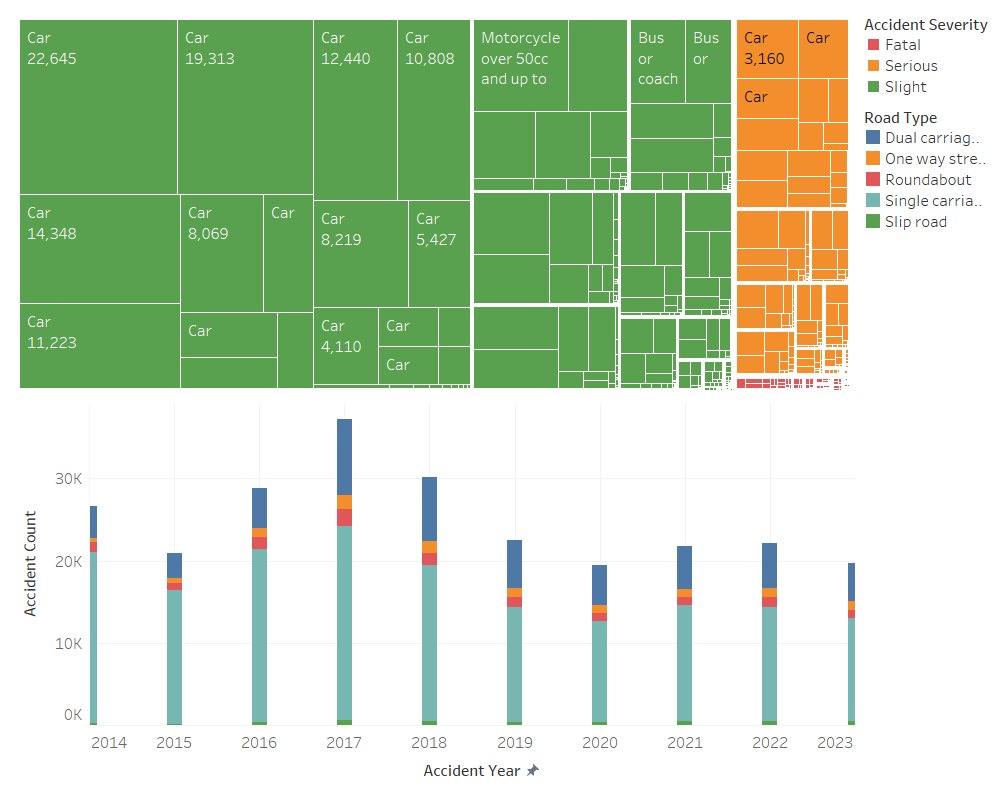 Car
22,645
Car
19,313
Car
12,440
Car
10,808
Motorcycle
over 50cc
and up to
Bus
or
coach
Bus
or
Car
3,160
Car
Car
Car
14,348
Car
8,069
Car
Car
8,219
Car
5,427
Car
11,223
Car
Car
4,110
Car
Car
Accident Severity
Fatal
Serious
Slight
Road Type
Dual carriag..
One way stre..
Roundabout
Single carria..
Slip road
Accident Count
30K
20K
10K
0K
2014
2015
2016
2017
2018
2019
2020
2021
2022
2023
Accident Year